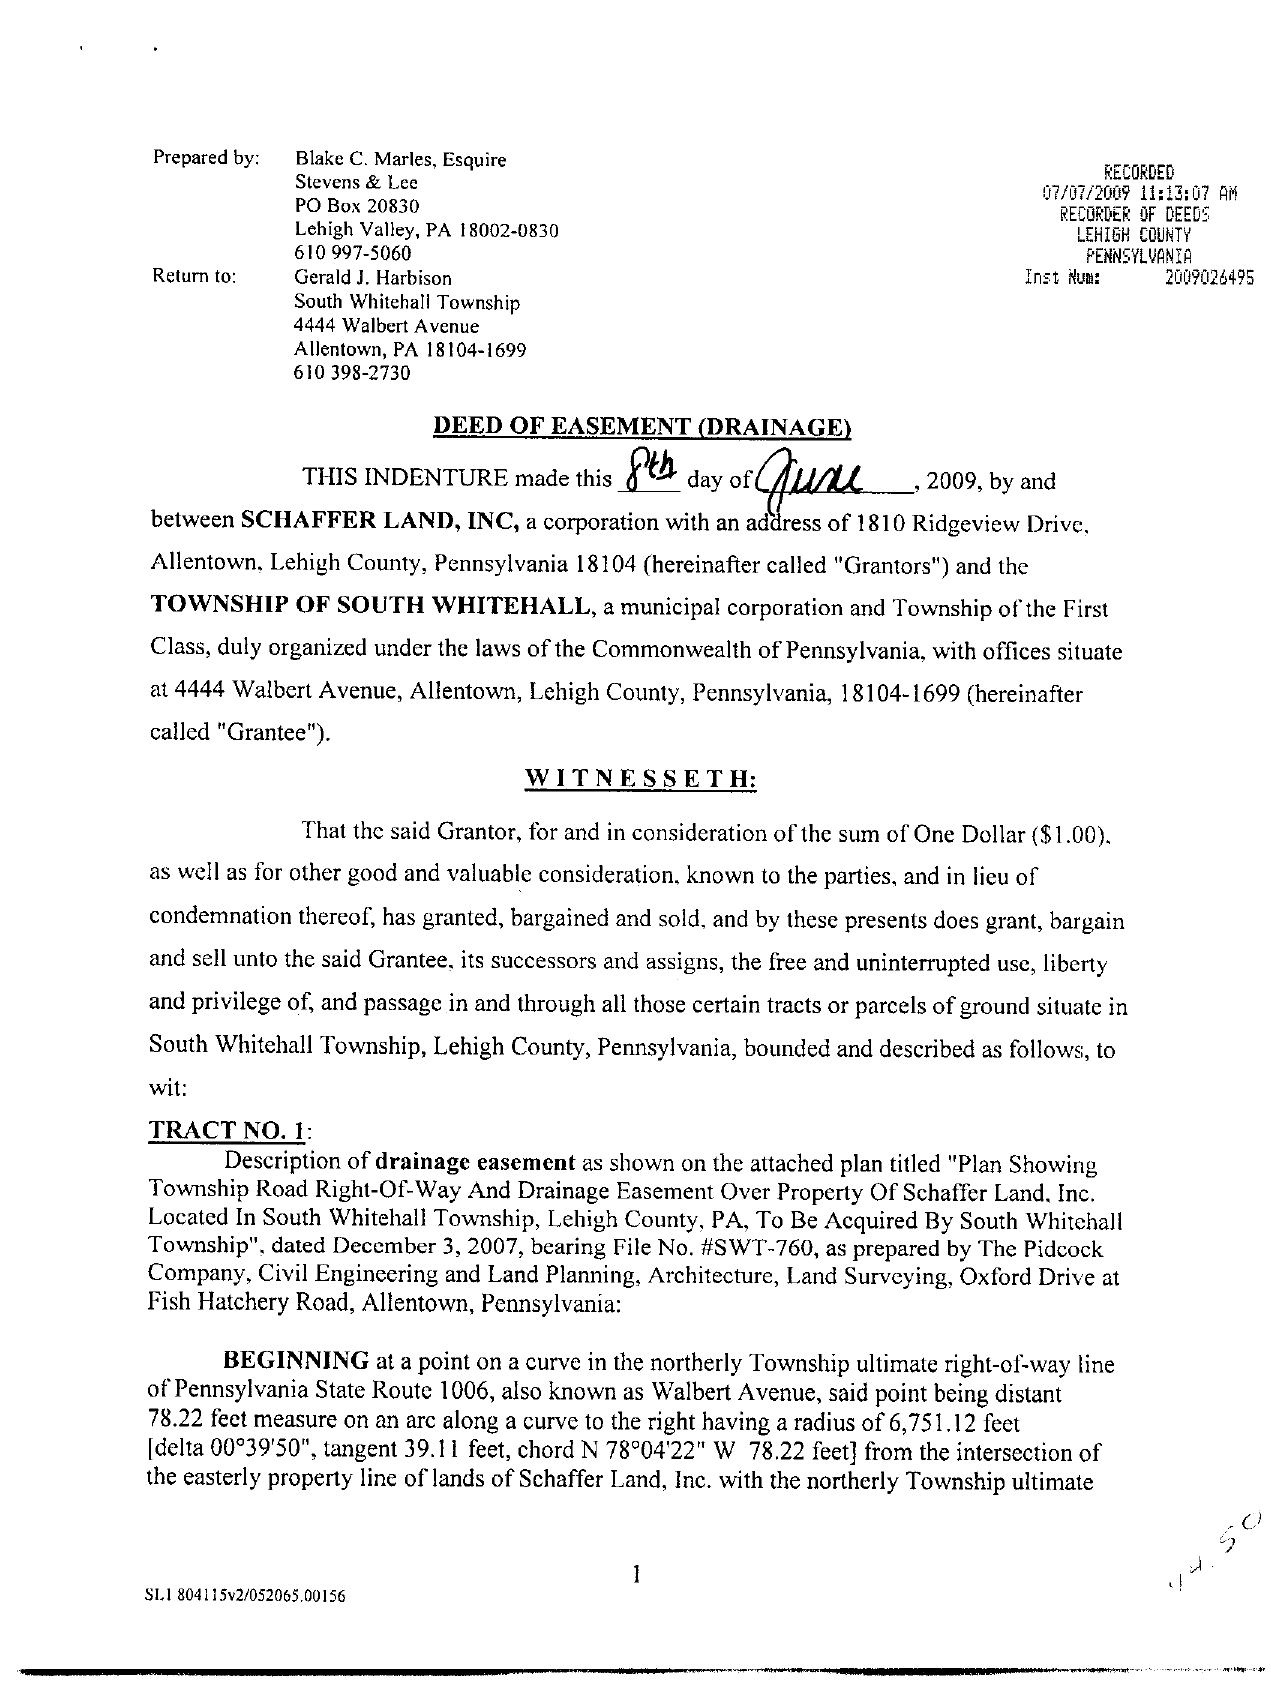 Prepared by: Blake C. Marles, Esquire
Stevens & Lee
PO Box 20830
Lehigh Valley, PA 18002-0830
610 997-5060
Return to: Gerald J. Harbison
South Whitehall Township
4444 Walbert Avenue
Allentown, PA 18104-1699
610 398-2730
RECORDED
07/07/2009 11:13:07 AM
RECORDER OF DEEDS
LEHIGH COUNTY
PENNSYLVANIA
Inst Num: 2009026495
DEED OF EASEMENT (DRAINAGE)
THIS INDENTURE made this 8th day of June, 2009, by and
between SCHAFFER LAND, INC, a corporation with an address of 1810 Ridgeview Drive,
Allentown, Lehigh County, Pennsylvania 18104 (hereinafter called "Grantors") and the
TOWNSHIP OF SOUTH WHITEHALL, a municipal corporation and Township of the First
Class, duly organized under the laws of the Commonwealth of Pennsylvania, with offices situate
at 4444 Walbert Avenue, Allentown, Lehigh County, Pennsylvania, 18104-1699 (hereinafter
called "Grantee").
W I T N E S S E T H:
That the said Grantor, for and in consideration of the sum of One Dollar ($1.00),
as well as for other good and valuable consideration, known to the parties, and in lieu of
condemnation thereof, has granted, bargained and sold, and by these presents does grant, bargain
and sell unto the said Grantee, its successors and assigns, the free and uninterrupted use, liberty
and privilege of, and passage in and through all those certain tracts or parcels of ground situate in
South Whitehall Township, Lehigh County, Pennsylvania, bounded and described as follows, to
wit:
TRACT NO. 1:
Description of drainage easement as shown on the attached plan titled "Plan Showing
Township Road Right-Of-Way And Drainage Easement Over Property Of Schaffer Land, Inc.
Located In South Whitehall Township, Lehigh County, PA, To Be Acquired By South Whitehall
Township", dated December 3, 2007, bearing File No. #SWT-760, as prepared by The Pidcock
Company, Civil Engineering and Land Planning, Architecture, Land Surveying, Oxford Drive at
Fish Hatchery Road, Allentown, Pennsylvania:
BEGINNING at a point on a curve in the northerly Township ultimate right-of-way line
of Pennsylvania State Route 1006, also known as Walbert Avenue, said point being distant
78.22 feet measure on an arc along a curve to the right having a radius of 6,751.12 feet
[delta 00°39'50", tangent 39.11 feet, chord N 78°04'22" W 78.22 feet] from the intersection of
the easterly property line of lands of Schaffer Land, Inc. with the northerly Township ultimate
1
SL1 804115v2/052065.00156